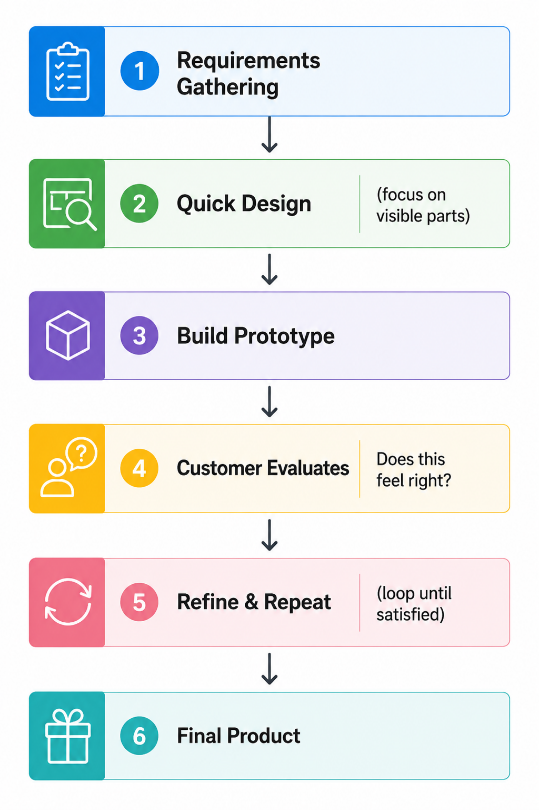 1
Requirements
Gathering
2
Quick Design
(focus on
visible parts)
3
Build Prototype
?
4
Customer Evaluates
Does this
feel right?
5
Refine & Repeat
(loop until
satisfied)
6
Final Product